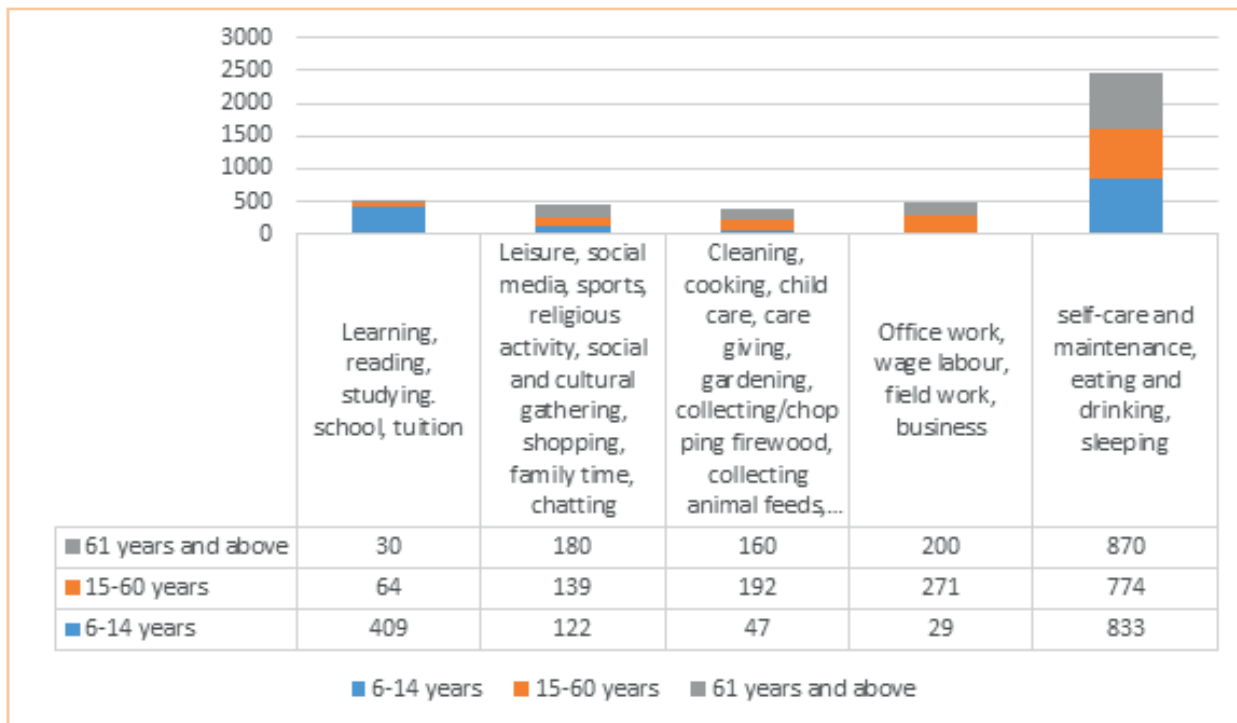 3000
2500
2000
1500
1000
500
0
Learning,
reading,
studying.
school, tuition
Leisure, social
media, sports,
religious
activity, social
and cultural
gathering,
shopping,
family time,
chatting
Cleaning,
cooking, child
care, care
giving,
gardening,
collecting/chop
ping firewood,
collecting
animal feeds,...
Office work,
wage labour,
field work,
business
self-care and
maintenance,
eating and
drinking,
sleeping
61 years and above 30 180 160 200 870
15-60 years 64 139 192 271 774
6-14 years 409 122 47 29 833
6-14 years 15-60 years 61 years and above